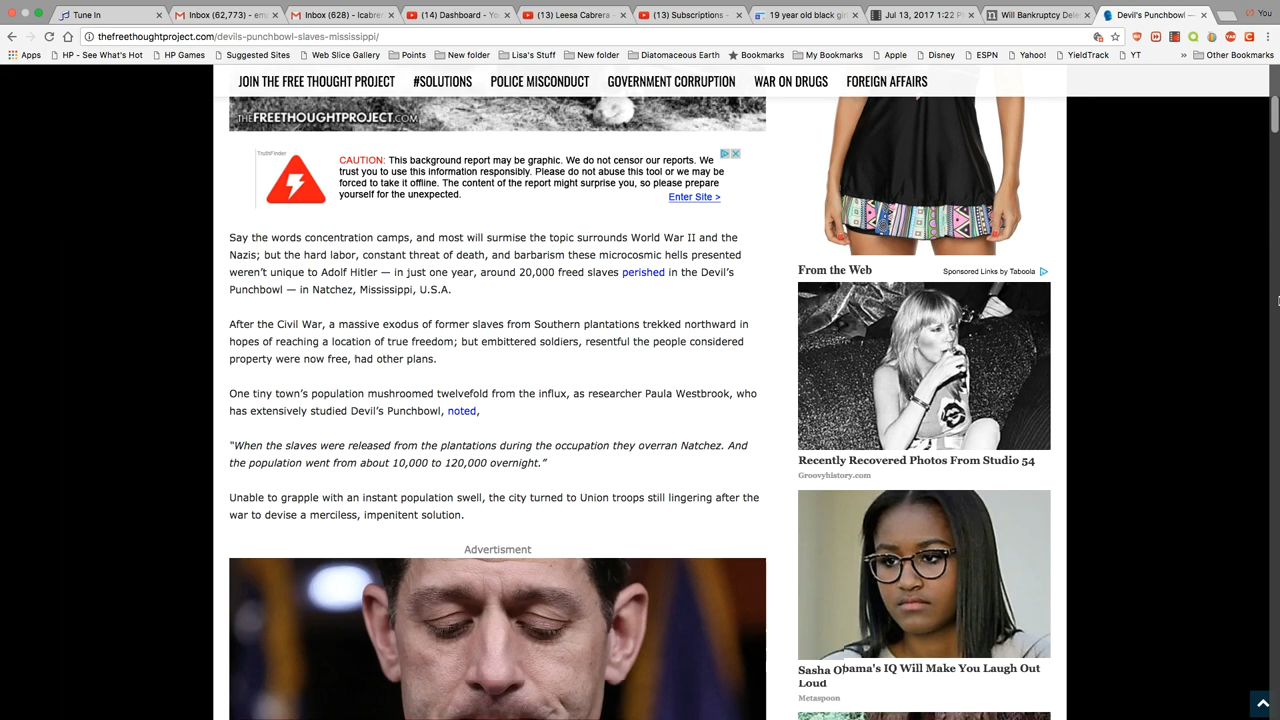 Tune In
Inbox (62,773) - em
Inbox (628) - lcabre
(14) Dashboard - Yo
(13) Leesa Cabrera
(13) Subscriptions -
19 year old black gir
Jul 13, 2017 1:22 P
Will Bankruptcy Dele
Devil's Punchbowl —
You
thefreethoughtproject.com/devils-punchbowl-slaves-mississippi/
Apps
HP - See What's Hot
HP Games
Suggested Sites
Web Slice Gallery
Points
New folder
Lisa's Stuff
New folder
Diatomaceous Earth
Bookmarks
My Bookmarks
Apple
Disney
ESPN
Yahoo!
YieldTrack
YT
»
Other Bookmarks
JOIN THE FREE THOUGHT PROJECT #SOLUTIONS POLICE MISCONDUCT GOVERNMENT CORRUPTION WAR ON DRUGS FOREIGN AFFAIRS
THEFREETHOUGHTPROJECT.COM
TruthFinder
CAUTION: This background report may be graphic. We do not censor our reports. We
trust you to use this information responsibly. Please do not abuse this tool or we may be
forced to take it offline. The content of the report might surprise you, so please prepare
yourself for the unexpected.
Enter Site >
Say the words concentration camps, and most will surmise the topic surrounds World War II and the
Nazis; but the hard labor, constant threat of death, and barbarism these microcosmic hells presented
weren't unique to Adolf Hitler — in just one year, around 20,000 freed slaves perished in the Devil's
Punchbowl — in Natchez, Mississippi, U.S.A.
After the Civil War, a massive exodus of former slaves from Southern plantations trekked northward in
hopes of reaching a location of true freedom; but embittered soldiers, resentful the people considered
property were now free, had other plans.
One tiny town's population mushroomed twelvefold from the influx, as researcher Paula Westbrook, who
has extensively studied Devil's Punchbowl, noted,
"When the slaves were released from the plantations during the occupation they overran Natchez. And
the population went from about 10,000 to 120,000 overnight."
Unable to grapple with an instant population swell, the city turned to Union troops still lingering after the
war to devise a merciless, impenitent solution.
Advertisment
From the Web
Sponsored Links by Taboola
Recently Recovered Photos From Studio 54
Groovyhistory.com
Sasha Obama's IQ Will Make You Laugh Out
Loud
Metaspoon